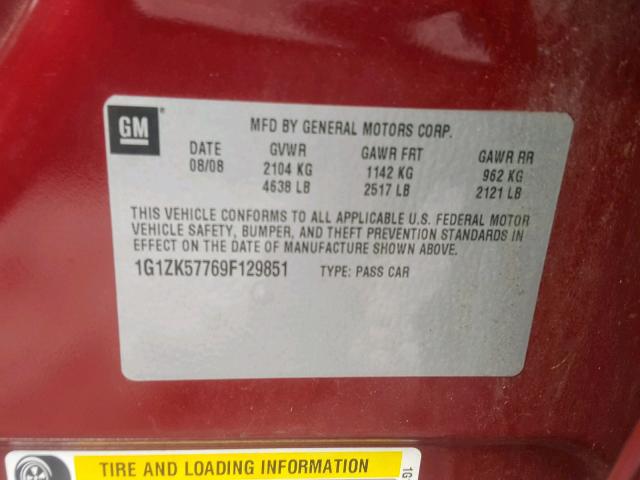 GM ® MFD BY GENERAL MOTORS CORP.
DATE GVWR GAWR FRT GAWR RR
08/08 2104 KG 1142 KG 962 KG
4638 LB 2517 LB 2121 LB
THIS VEHICLE CONFORMS TO ALL APPLICABLE U.S. FEDERAL MOTOR
VEHICLE SAFETY, BUMPER, AND THEFT PREVENTION STANDARDS IN
EFFECT ON THE DATE OF MANUFACTURE SHOWN ABOVE.
1G1ZK57769F129851 TYPE: PASS CAR
TIRE AND LOADING INFORMATION
1G